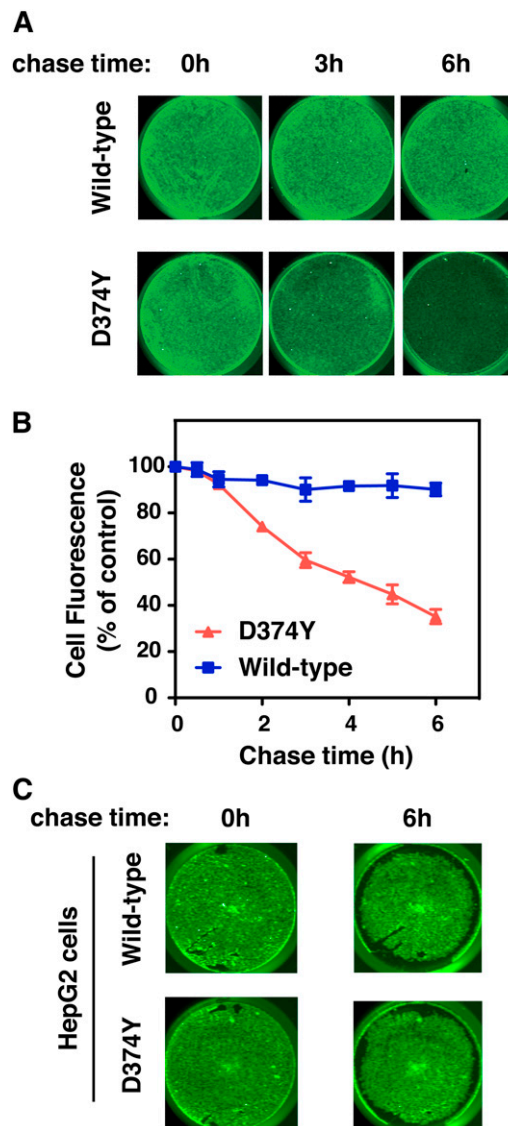 A
chase time: 0h 3h 6h
Wild-type
D374Y
B
Cell Fluorescence
(% of control)
100
80
60
40
20
0
D374Y
Wild-type
0 2 4 6
Chase time (h)
C
chase time: 0h 6h
HepG2 cells
Wild-type
D374Y